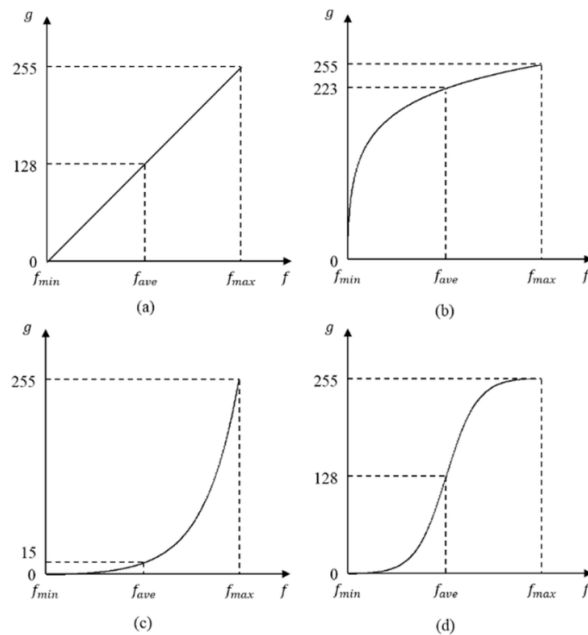 g
255
128
0
f_min f_ave f_max f
(a)
g
255
223
0
f_min f_ave f_max f
(b)
g
255
15
0
f_min f_ave f_max f
(c)
g
255
128
0
f_min f_ave f_max f
(d)